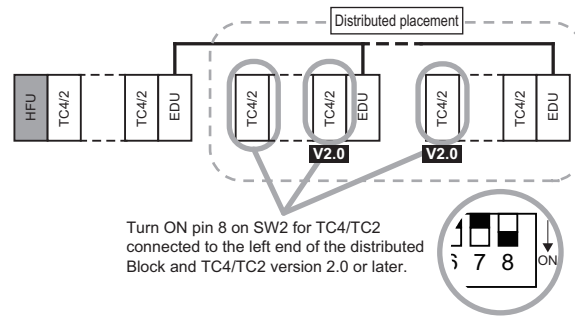 Distributed placement
HFU
TC4/2
TC4/2
EDU
TC4/2
TC4/2
EDU
TC4/2
TC4/2
EDU
V2.0
V2.0
Turn ON pin 8 on SW2 for TC4/TC2
connected to the left end of the distributed
Block and TC4/TC2 version 2.0 or later.
7 8
ON